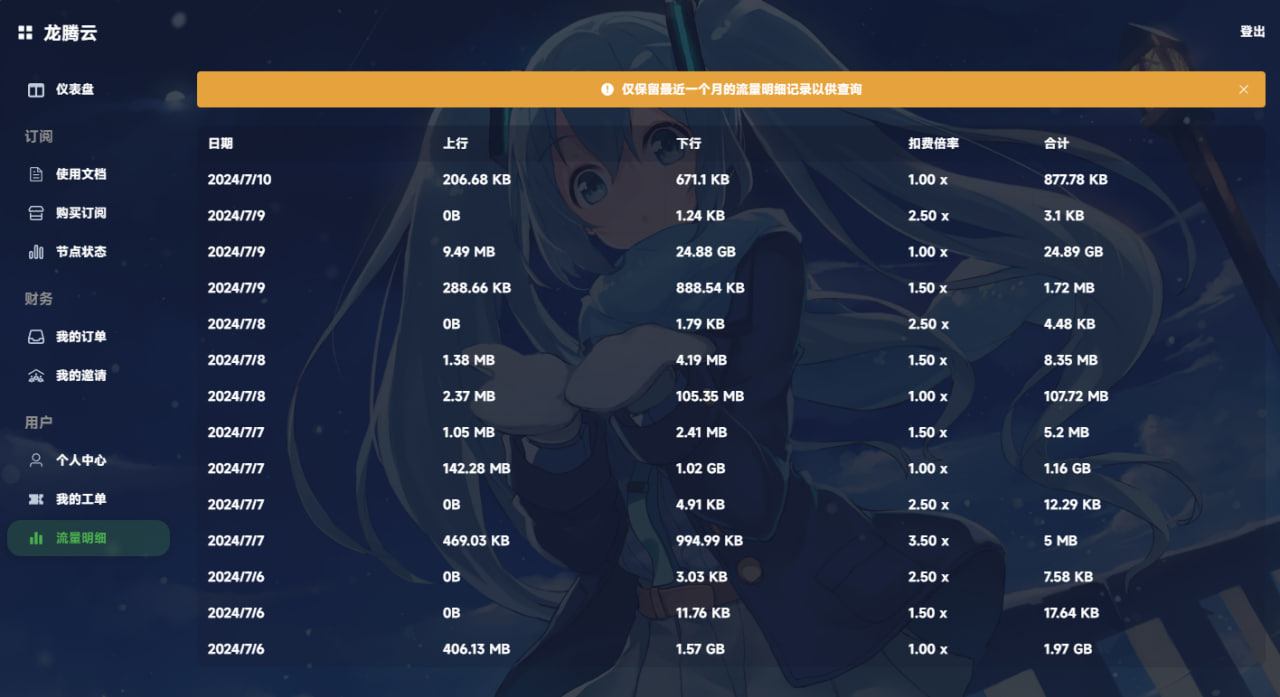 龙腾云
登出
仪表盘
订阅
使用文档
购买订阅
节点状态
财务
我的订单
我的邀请
用户
个人中心
我的工单
流量明细
仅保留最近一个月的流量明细记录以供查询
日期 上行 下行 扣费倍率 合计
2024/7/10 206.68 KB 671.1 KB 1.00 x 877.78 KB
2024/7/9 0B 1.24 KB 2.50 x 3.1 KB
2024/7/9 9.49 MB 24.88 GB 1.00 x 24.89 GB
2024/7/9 288.66 KB 888.54 KB 1.50 x 1.72 MB
2024/7/8 0B 1.79 KB 2.50 x 4.48 KB
2024/7/8 1.38 MB 4.19 MB 1.50 x 8.35 MB
2024/7/8 2.37 MB 105.35 MB 1.00 x 107.72 MB
2024/7/7 1.05 MB 2.41 MB 1.50 x 5.2 MB
2024/7/7 142.28 MB 1.02 GB 1.00 x 1.16 GB
2024/7/7 0B 4.91 KB 2.50 x 12.29 KB
2024/7/7 469.03 KB 994.99 KB 3.50 x 5 MB
2024/7/6 0B 3.03 KB 2.50 x 7.58 KB
2024/7/6 0B 11.76 KB 1.50 x 17.64 KB
2024/7/6 406.13 MB 1.57 GB 1.00 x 1.97 GB